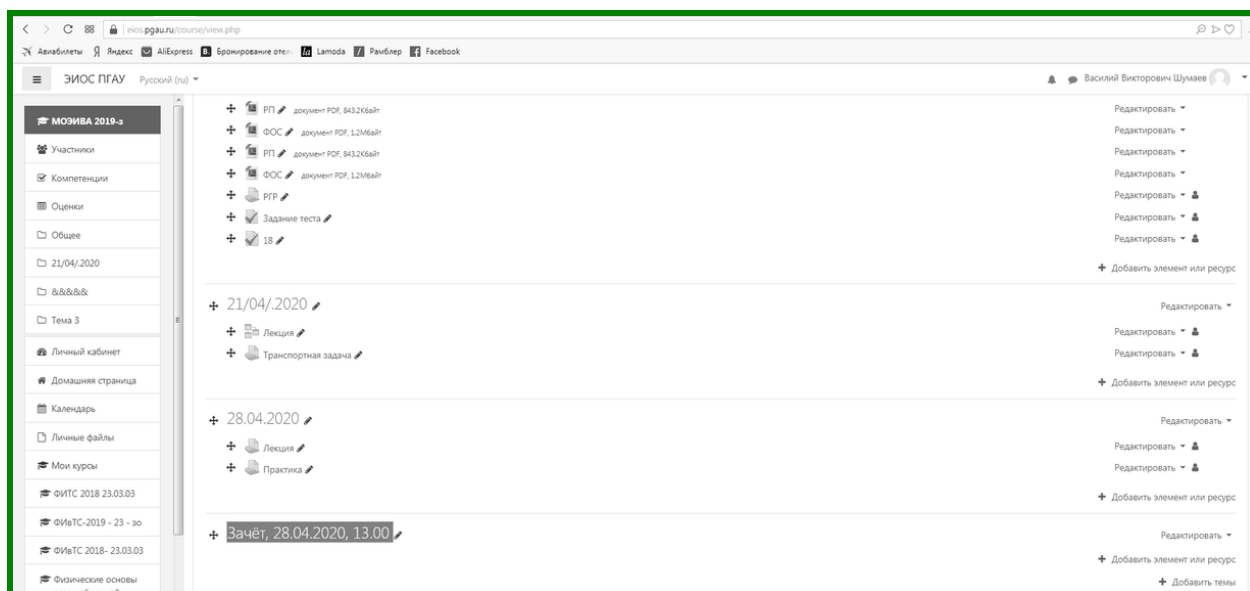 eios.pgau.ru/course/view.php
Авиабилеты Яндекс AliExpress Бронирование отел Lamoda Рамблер Facebook
ЭИОС ПГАУ Русский (ru) Василий Викторович Шумаев
МОЭИВА 2019-з
Участники
Компетенции
Оценки
Общее
21/04/.2020
&&&&&
Тема 3
Личный кабинет
Домашняя страница
Календарь
Личные файлы
Мои курсы
ФИТС 2018 23.03.03
ФИвТС-2019 - 23 - зо
ФИвТС 2018- 23.03.03
Физические основы
РП документ PDF, 843.2Кбайт Редактировать
ФОС документ PDF, 1.2Мбайт Редактировать
РП документ PDF, 843.2Кбайт Редактировать
ФОС документ PDF, 1.2Мбайт Редактировать
РГР Редактировать
Задание теста Редактировать
18 Редактировать
+ Добавить элемент или ресурс
21/04/.2020 Редактировать
Лекция Редактировать
Транспортная задача Редактировать
+ Добавить элемент или ресурс
28.04.2020 Редактировать
Лекция Редактировать
Практика Редактировать
+ Добавить элемент или ресурс
Зачёт, 28.04.2020, 13.00 Редактировать
+ Добавить элемент или ресурс
+ Добавить темы